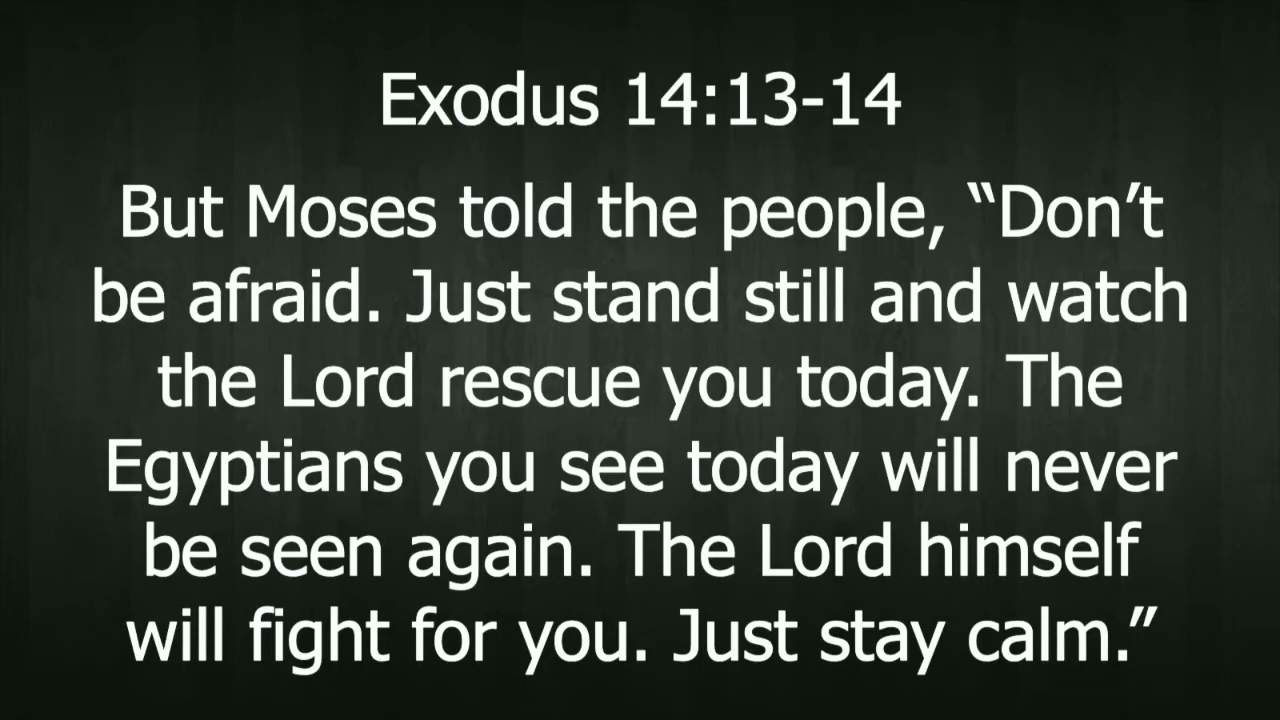 Exodus 14:13-14
But Moses told the people, “Don’t
be afraid. Just stand still and watch
the Lord rescue you today. The
Egyptians you see today will never
be seen again. The Lord himself
will fight for you. Just stay calm.”